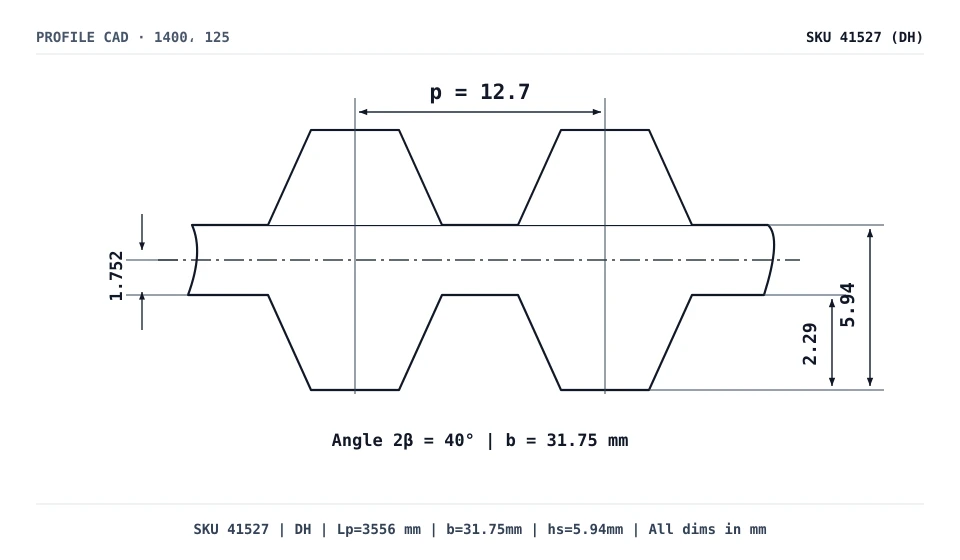 PROFILE CAD · 1400، 125
SKU 41527 (DH)
p = 12.7
1.752
5.94
2.29
Angle 2β = 40° | b = 31.75 mm
SKU 41527 | DH | Lp=3556 mm | b=31.75mm | hs=5.94mm | All dims in mm